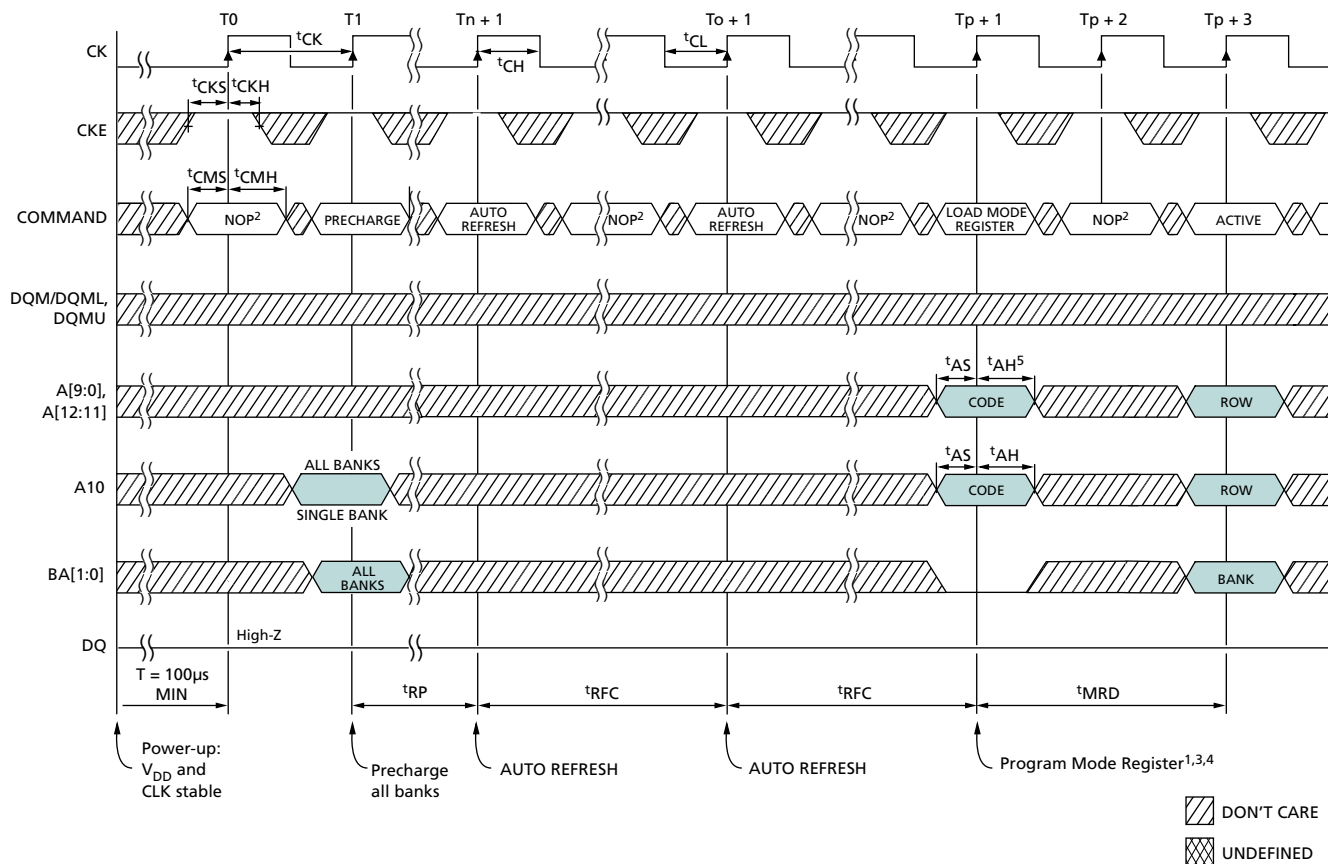 T0 T1 Tn + 1 To + 1 Tp + 1 Tp + 2 Tp + 3
CK
tCK
tCH
tCL
tCKS tCKH
CKE
tCMS tCMH
COMMAND
NOP2
PRECHARGE
AUTO
REFRESH
NOP2
AUTO
REFRESH
NOP2
LOAD MODE
REGISTER
NOP2
ACTIVE
DQM/DQML,
DQMU
tAS tAH5
A[9:0],
A[12:11]
CODE
ROW
ALL BANKS
tAS tAH
A10
CODE
ROW
SINGLE BANK
BA[1:0]
ALL
BANKS
BANK
DQ
High-Z
T = 100µs
MIN
tRP
tRFC
tRFC
tMRD
Power-up:
VDD and
CLK stable
Precharge
all banks
AUTO REFRESH
AUTO REFRESH
Program Mode Register1,3,4
DON'T CARE
UNDEFINED